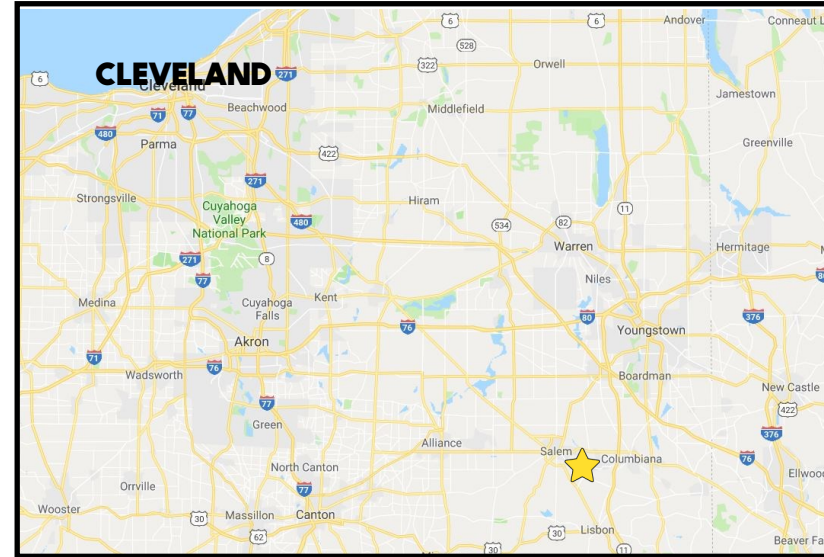 6
6
Andover
Conneaut L
528
CLEVELAND
271
322
Orwell
6
Cleveland
Jamestown
71
77
Beachwood
Middlefield
480
Parma
422
Greenville
271
Strongsville
Cuyahoga
Valley
National Park
480
Hiram
534
82
11
Warren
Hermitage
271
8
77
Niles
80
Medina
Cuyahoga
Falls
Kent
76
80
Youngstown
376
Akron
71
76
Wadsworth
Boardman
New Castle
77
422
Green
Alliance
Salem
Columbiana
376
76
North Canton
Ellwoo
77
Orrville
Wooster
30
Massillon
Canton
62
30
Lisbon
30
11
Beaver Fa